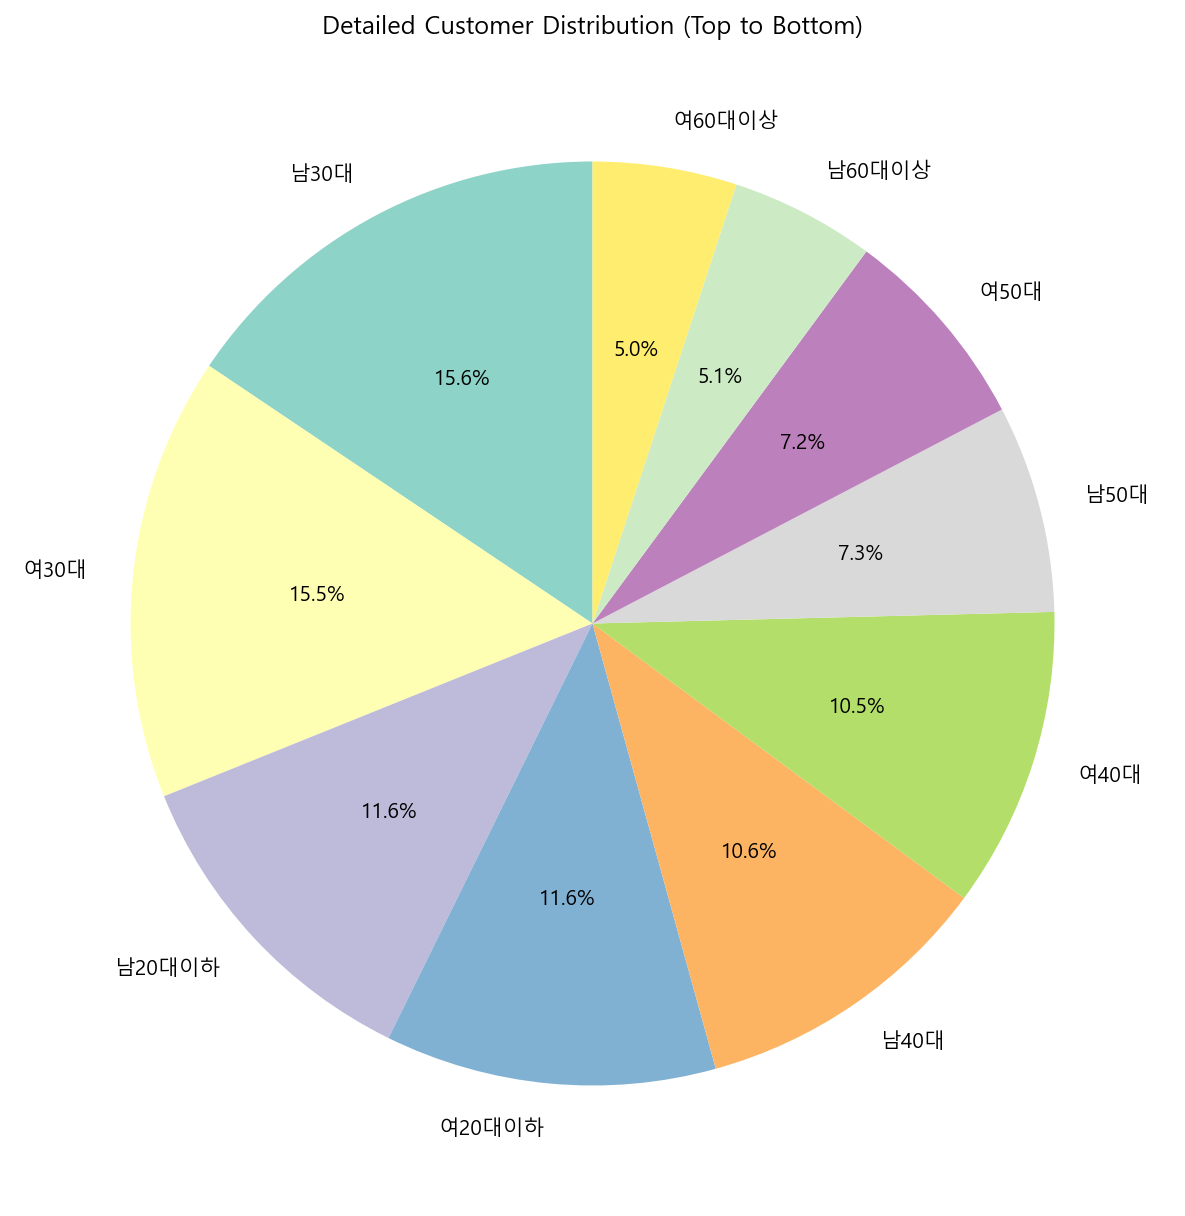 Detailed Customer Distribution (Top to Bottom)
여60대이상
남60대이상
남30대
여50대
5.0%
5.1%
15.6%
7.2%
남50대
7.3%
여30대
15.5%
10.5%
여40대
11.6%
10.6%
11.6%
남20대이하
남40대
여20대이하